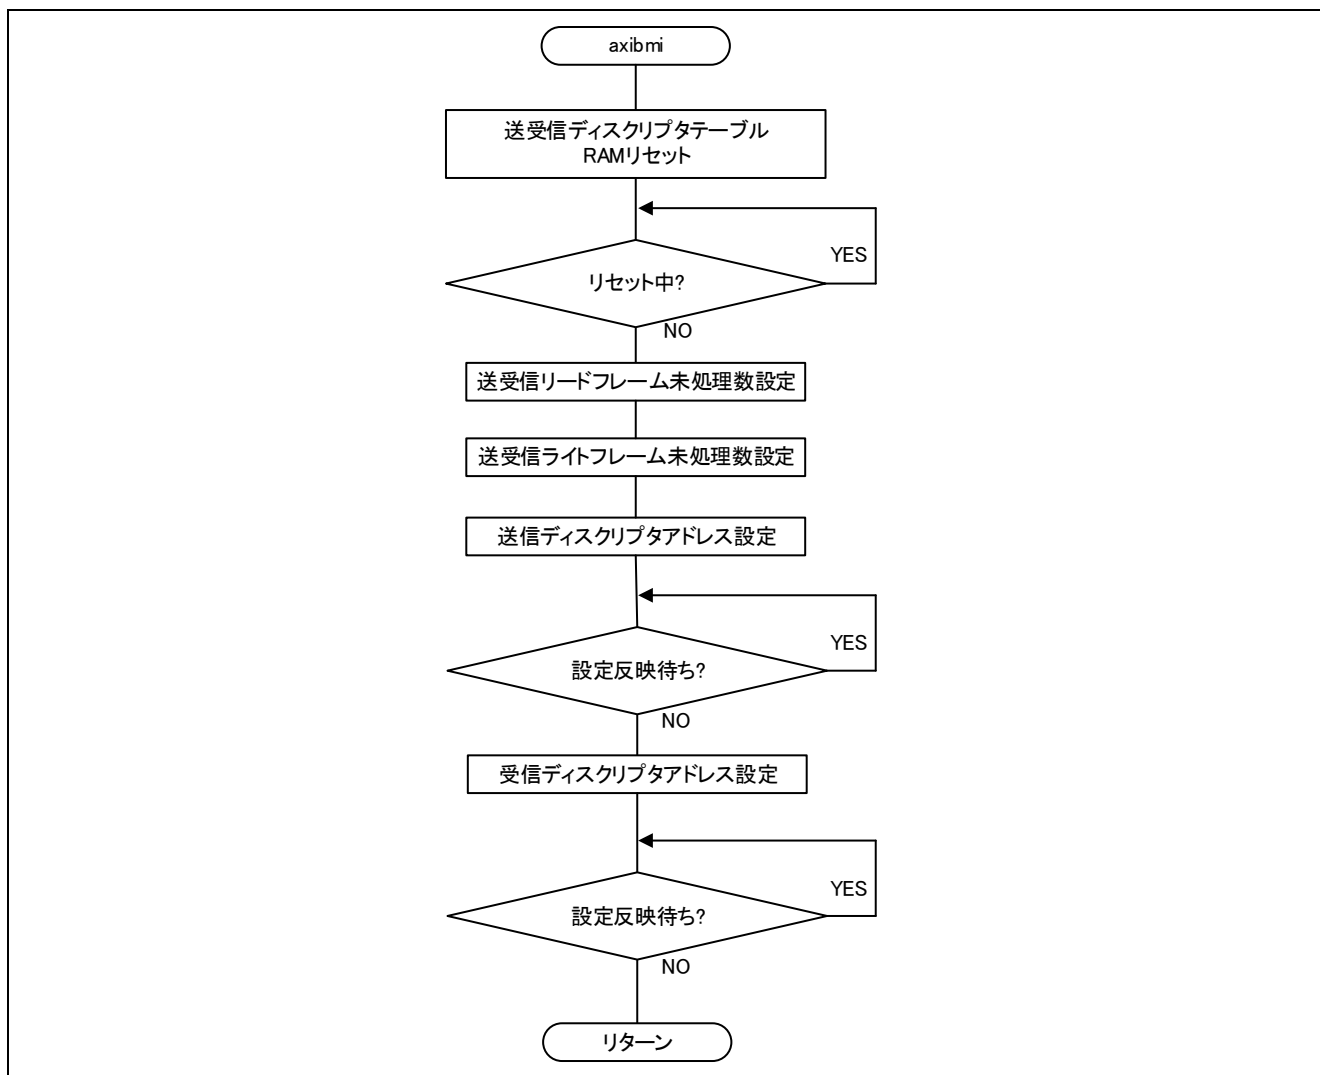 axibmi
送受信ディスクリプタテーブル
RAMリセット
YES
リセット中?
NO
送受信リードフレーム未処理数設定
送受信ライトフレーム未処理数設定
送信ディスクリプタアドレス設定
YES
設定反映待ち?
NO
受信ディスクリプタアドレス設定
YES
設定反映待ち?
NO
リターン